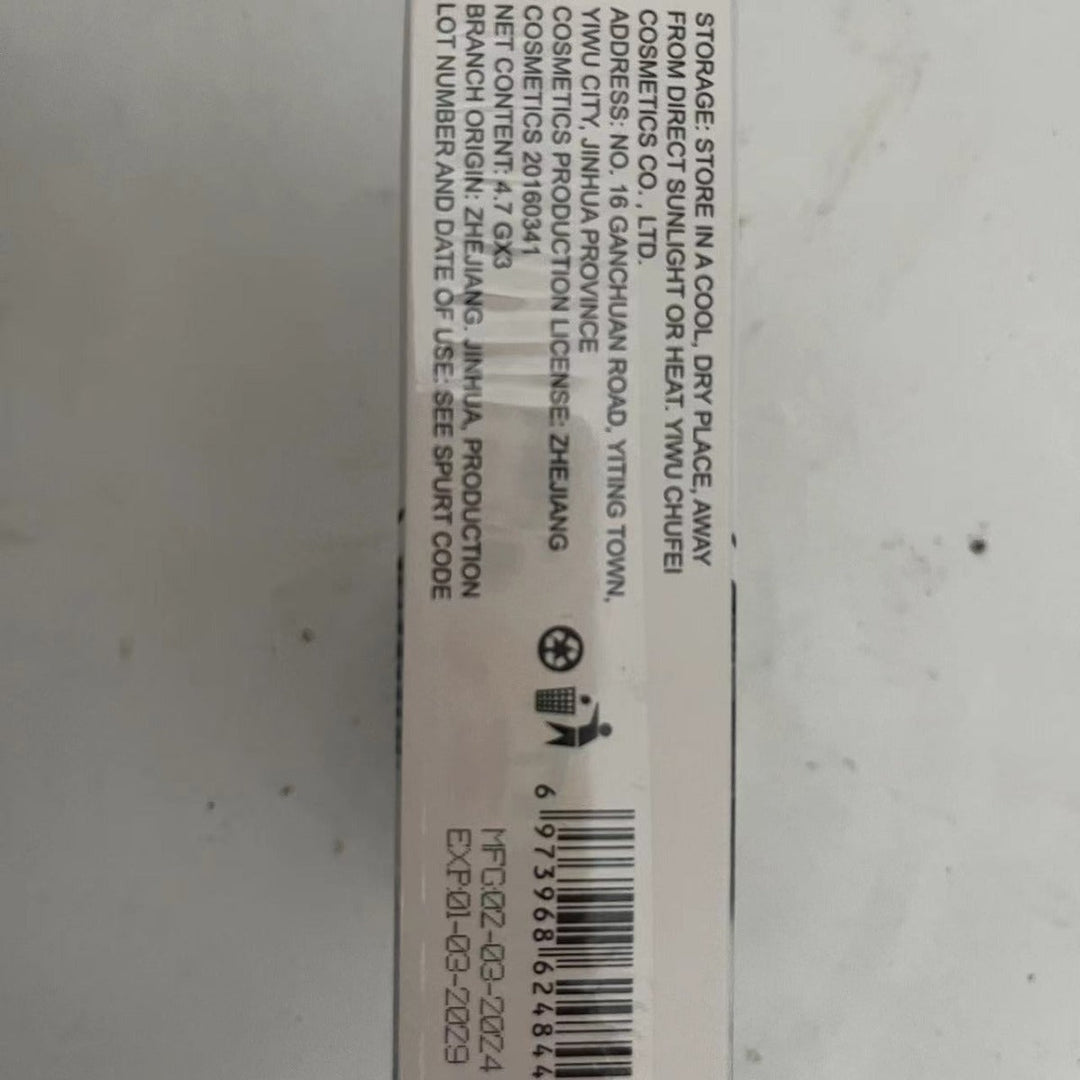 STORAGE: STORE IN A COOL, DRY PLACE, AWAY
FROM DIRECT SUNLIGHT OR HEAT. YIWU CHUFEI
COSMETICS CO. , LTD.
ADDRESS: NO. 16 GANCHUAN ROAD, YITING TOWN,
YIWU CITY, JINHUA PROVINCE
COSMETICS PRODUCTION LICENSE: ZHEJIANG
COSMETICS 20160341
NET CONTENT: 4.7 GX3
BRANCH ORIGIN: ZHEJIANG. JINHUA, PRODUCTION
LOT NUMBER AND DATE OF USE: SEE SPURT CODE
6 973968 624844
MFG:02-03-2024
EXP:01-03-2029